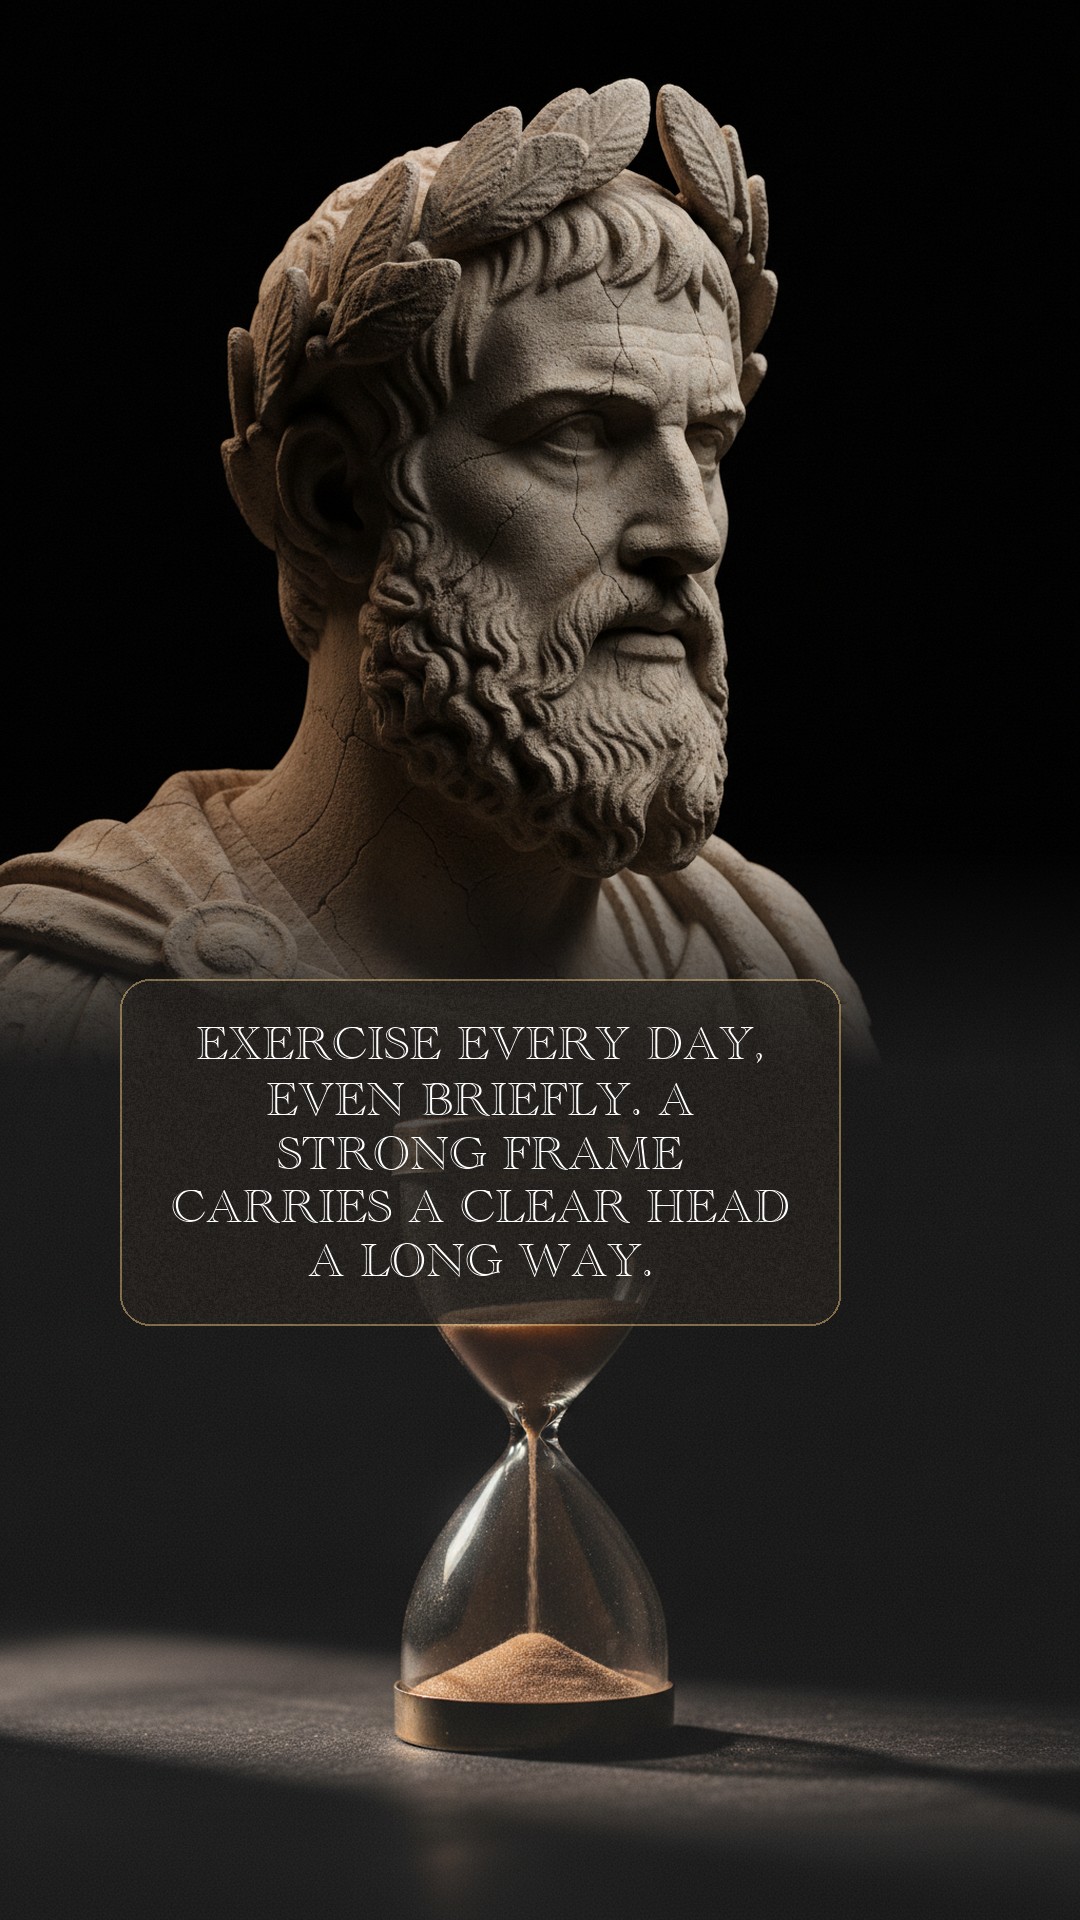 EXERCISE EVERY DAY,
EVEN BRIEFLY. A
STRONG FRAME
CARRIES A CLEAR HEAD
A LONG WAY.